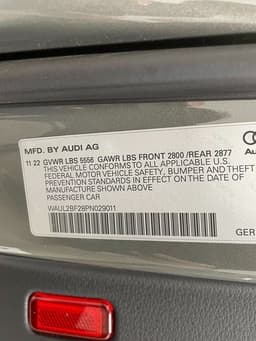 MFD. BY AUDI AG
11 22 GVWR LBS 5556 GAWR LBS FRONT 2800 /REAR 2877
THIS VEHICLE CONFORMS TO ALL APPLICABLE U.S.
FEDERAL MOTOR VEHICLE SAFETY, BUMPER AND THEFT
PREVENTION STANDARDS IN EFFECT ON THE DATE OF
MANUFACTURE SHOWN ABOVE
PASSENGER CAR
WAUL2BF28PN029011
GER